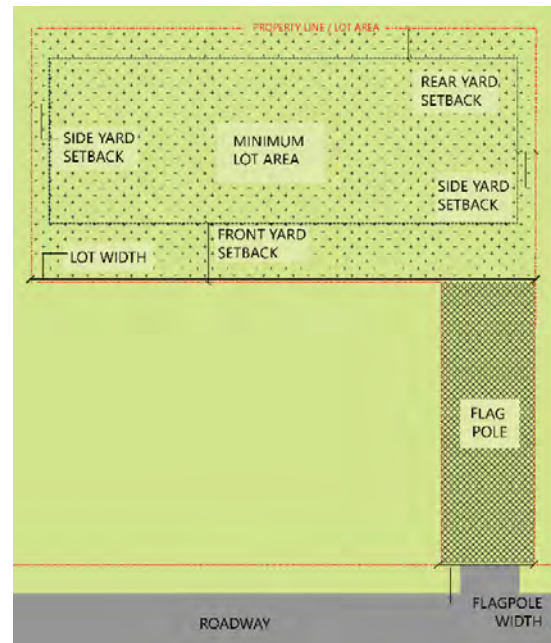 PROPERTY LINE / LOT AREA
REAR YARD
SETBACK
SIDE YARD
SETBACK
MINIMUM
LOT AREA
SIDE YARD
SETBACK
FRONT YARD
SETBACK
LOT WIDTH
FLAG
POLE
FLAGPOLE
WIDTH
ROADWAY